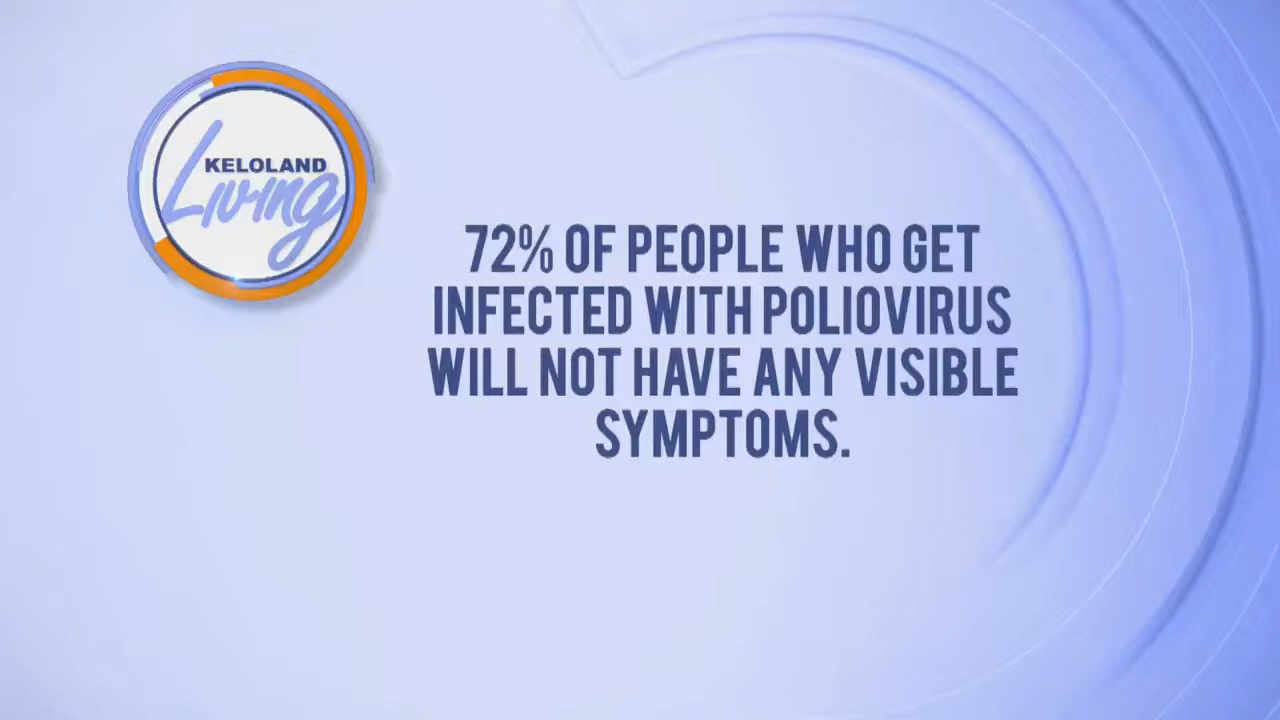 KELOLAND
Living
72% OF PEOPLE WHO GET
INFECTED WITH POLIOVIRUS
WILL NOT HAVE ANY VISIBLE
SYMPTOMS.